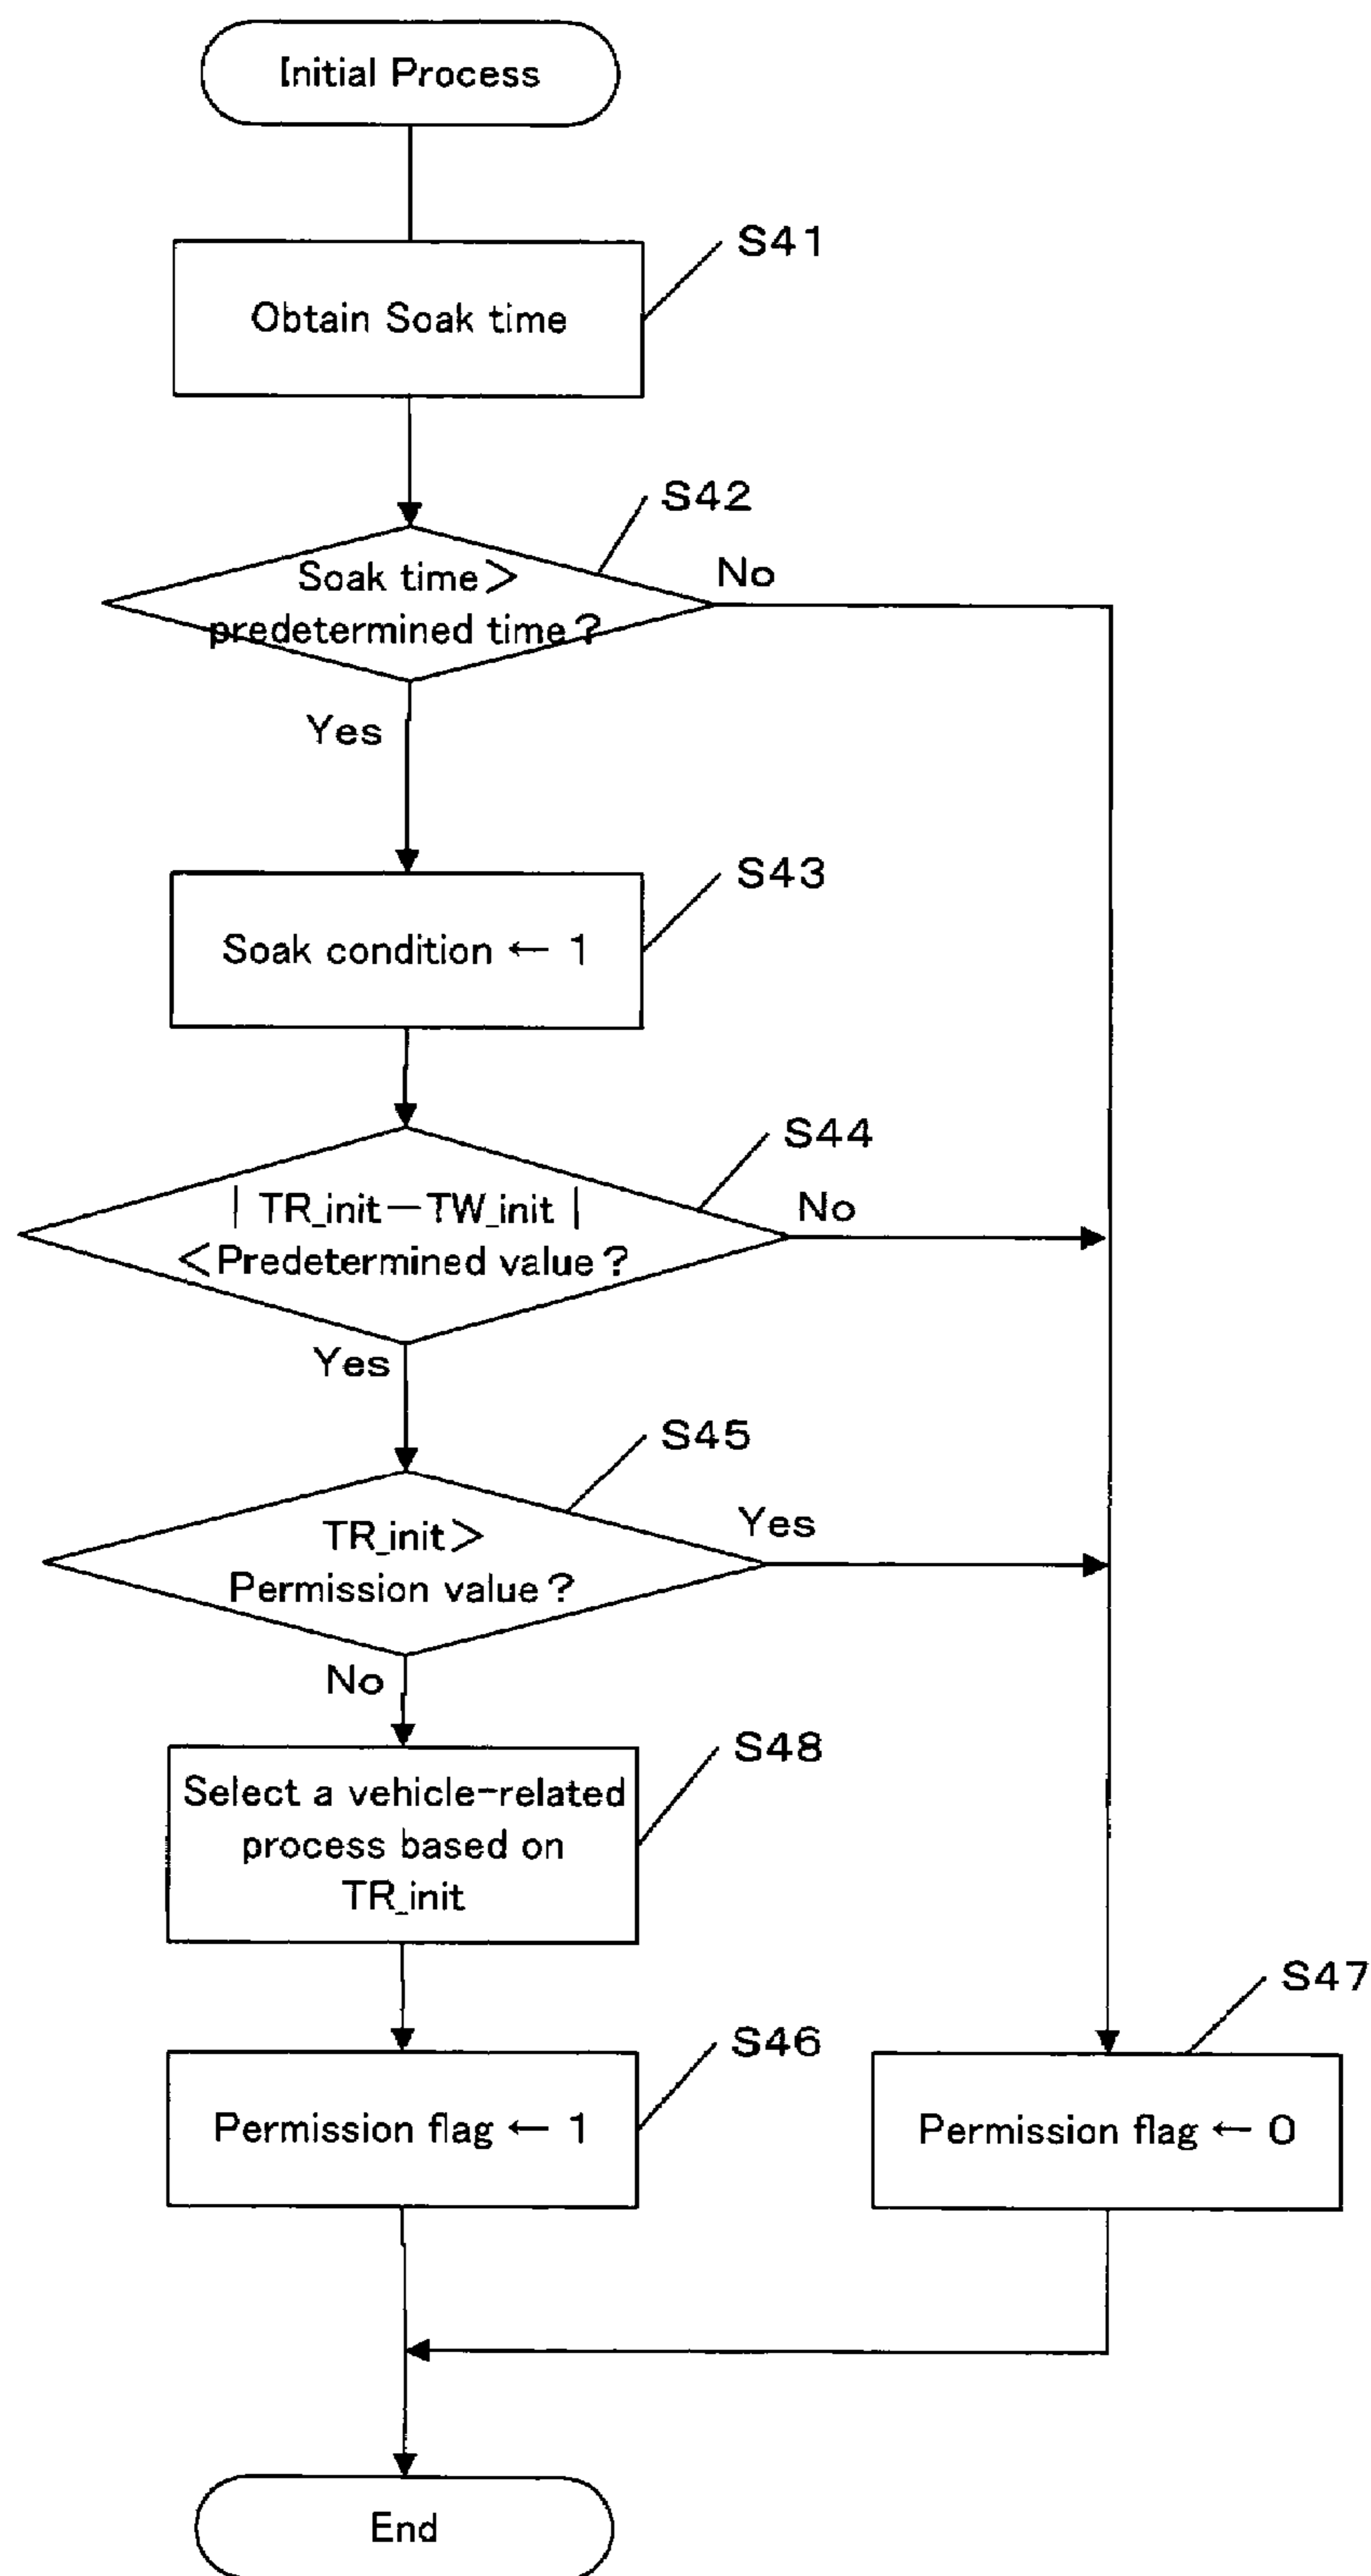 Initial Process
S41
Obtain Soak time
S42
Soak time>
predetermined time?
No
Yes
S43
Soak condition ← 1
S44
| TR_init−TW_init |
<Predetermined value?
No
Yes
S45
TR_init>
Permission value?
Yes
No
S48
Select a vehicle-related
process based on
TR_init
S47
S46
Permission flag ← 1
Permission flag ← 0
End